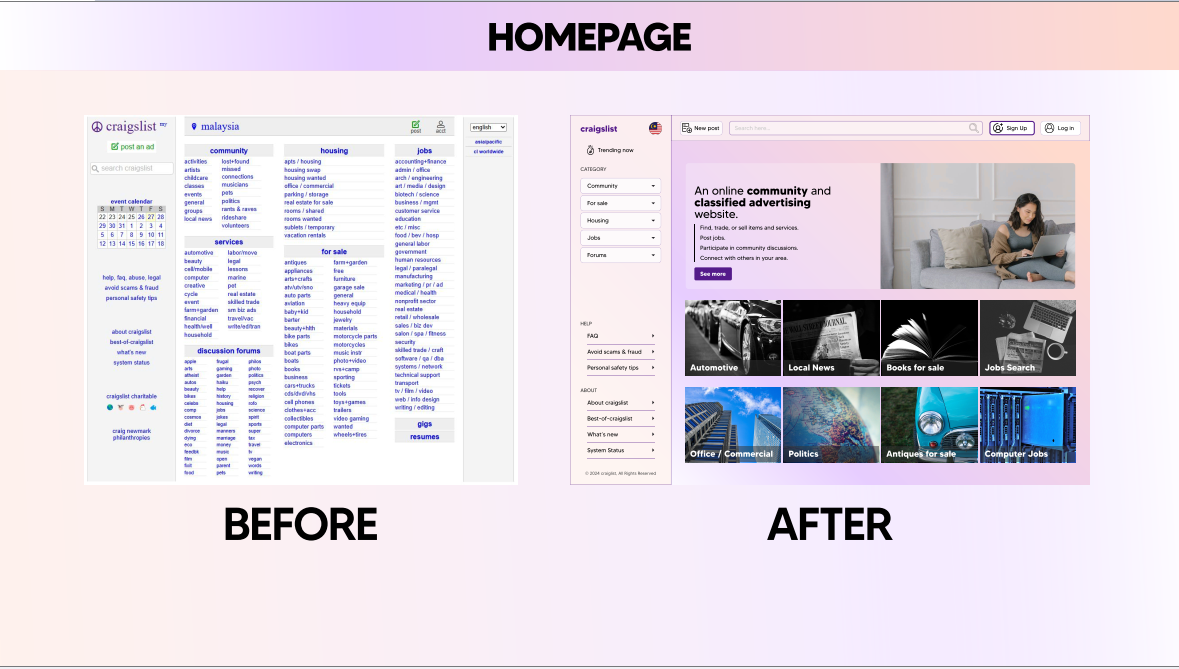 HOMEPAGE
craigslist my
post an ad
search craigslist
event calendar
S M T W T F S
22 23 24 25 26 27 28
29 30 31 1 2 3 4
5 6 7 8 9 10 11
12 13 14 15 16 17 18
help, faq, abuse, legal
avoid scams & fraud
personal safety tips
about craigslist
best-of-craigslist
what's new
system status
craigslist charitable
craig newmark
philanthropies
malaysia
post
acct
community
activities
artists
childcare
classes
events
general
groups
local news
lost+found
missed
connections
musicians
pets
politics
rants & raves
rideshare
volunteers
services
automotive
beauty
cell/mobile
computer
creative
cycle
event
farm+garden
financial
health/well
household
labor/move
legal
lessons
marine
pet
real estate
skilled trade
sm biz ads
travel/vac
write/ed/tran
discussion forums
apple
arts
atheist
autos
beauty
bikes
celebs
comp
cosmos
diet
divorce
dying
eco
feedbk
film
fixit
food
frugal
gaming
garden
haiku
help
history
housing
jobs
jokes
legal
manners
marriage
money
music
open
parent
pets
philos
photo
politics
psych
recover
religion
rofo
science
spirit
sports
super
tax
travel
tv
vegan
words
writing
housing
apts / housing
housing swap
housing wanted
office / commercial
parking / storage
real estate for sale
rooms / shared
rooms wanted
sublets / temporary
vacation rentals
for sale
antiques
appliances
arts+crafts
atv/utv/sno
auto parts
aviation
baby+kid
barter
beauty+hlth
bike parts
bikes
boat parts
boats
books
business
cars+trucks
cds/dvd/vhs
cell phones
clothes+acc
collectibles
computer parts
computers
electronics
farm+garden
free
furniture
garage sale
general
heavy equip
household
jewelry
materials
motorcycle parts
motorcycles
music instr
photo+video
rvs+camp
sporting
tickets
tools
toys+games
trailers
video gaming
wanted
wheels+tires
jobs
accounting+finance
admin / office
arch / engineering
art / media / design
biotech / science
business / mgmt
customer service
education
etc / misc
food / bev / hosp
general labor
government
human resources
legal / paralegal
manufacturing
marketing / pr / ad
medical / health
nonprofit sector
real estate
retail / wholesale
sales / biz dev
salon / spa / fitness
security
skilled trade / craft
software / qa / dba
systems / network
technical support
transport
tv / film / video
web / info design
writing / editing
gigs
resumes
english
asia/pacific
cl worldwide
BEFORE
craigslist
Trending now
CATEGORY
Community
For sale
Housing
Jobs
Forums
HELP
FAQ
Avoid scams & fraud
Personal safety tips
ABOUT
About craigslist
Best-of-craigslist
What's new
System Status
© 2024 craiglist. All Rights Reserved
New post
Search here...
Sign Up
Log in
An online community and
classified advertising
website.
Find, trade, or sell items and services.
Post jobs.
Participate in community discussions.
Connect with others in your area.
See more
Automotive
WALL STREET JOURNAL
Local News
Books for sale
Jobs Search
Office / Commercial
Politics
Antiques for sale
Computer Jobs
AFTER